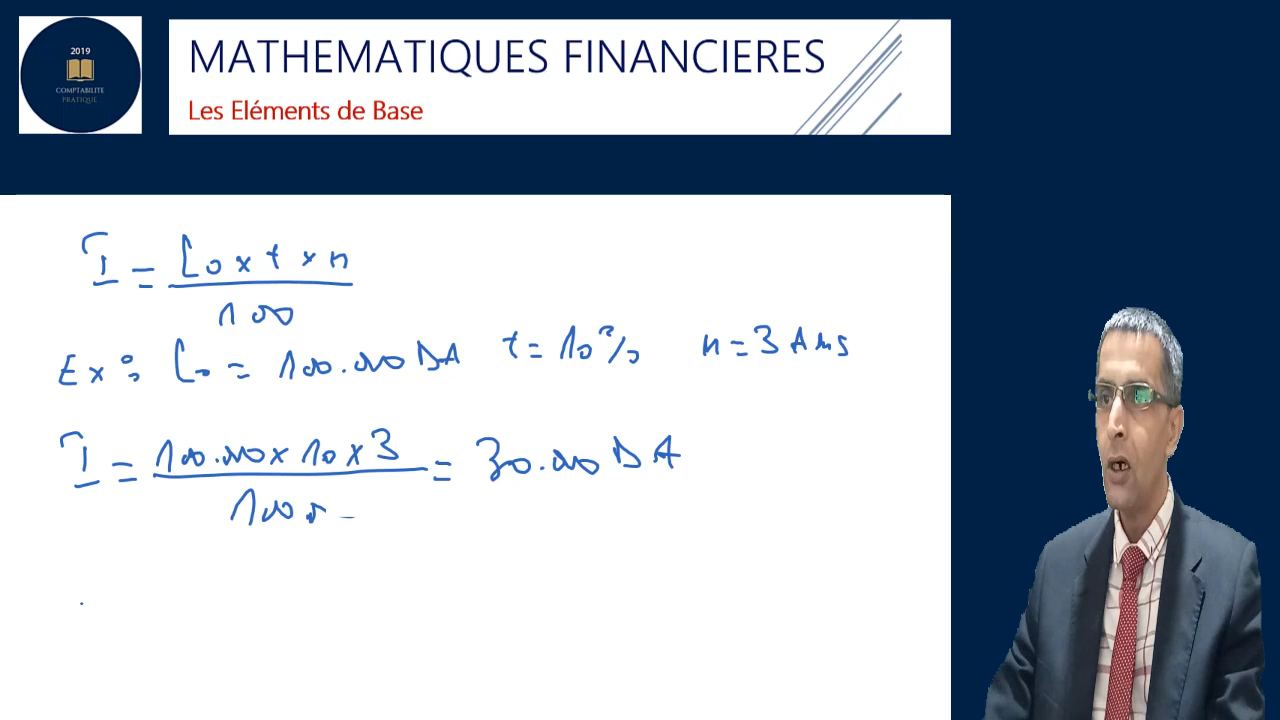 2019
COMPTABILITE
PRATIQUE
MATHEMATIQUES FINANCIERES
Les Eléments de Base
I = C0 x t x n
100
Ex: C0 = 100.000 DA t = 10% n = 3 Ans
I = 100.000 x 10 x 3 = 30.000 DA
100